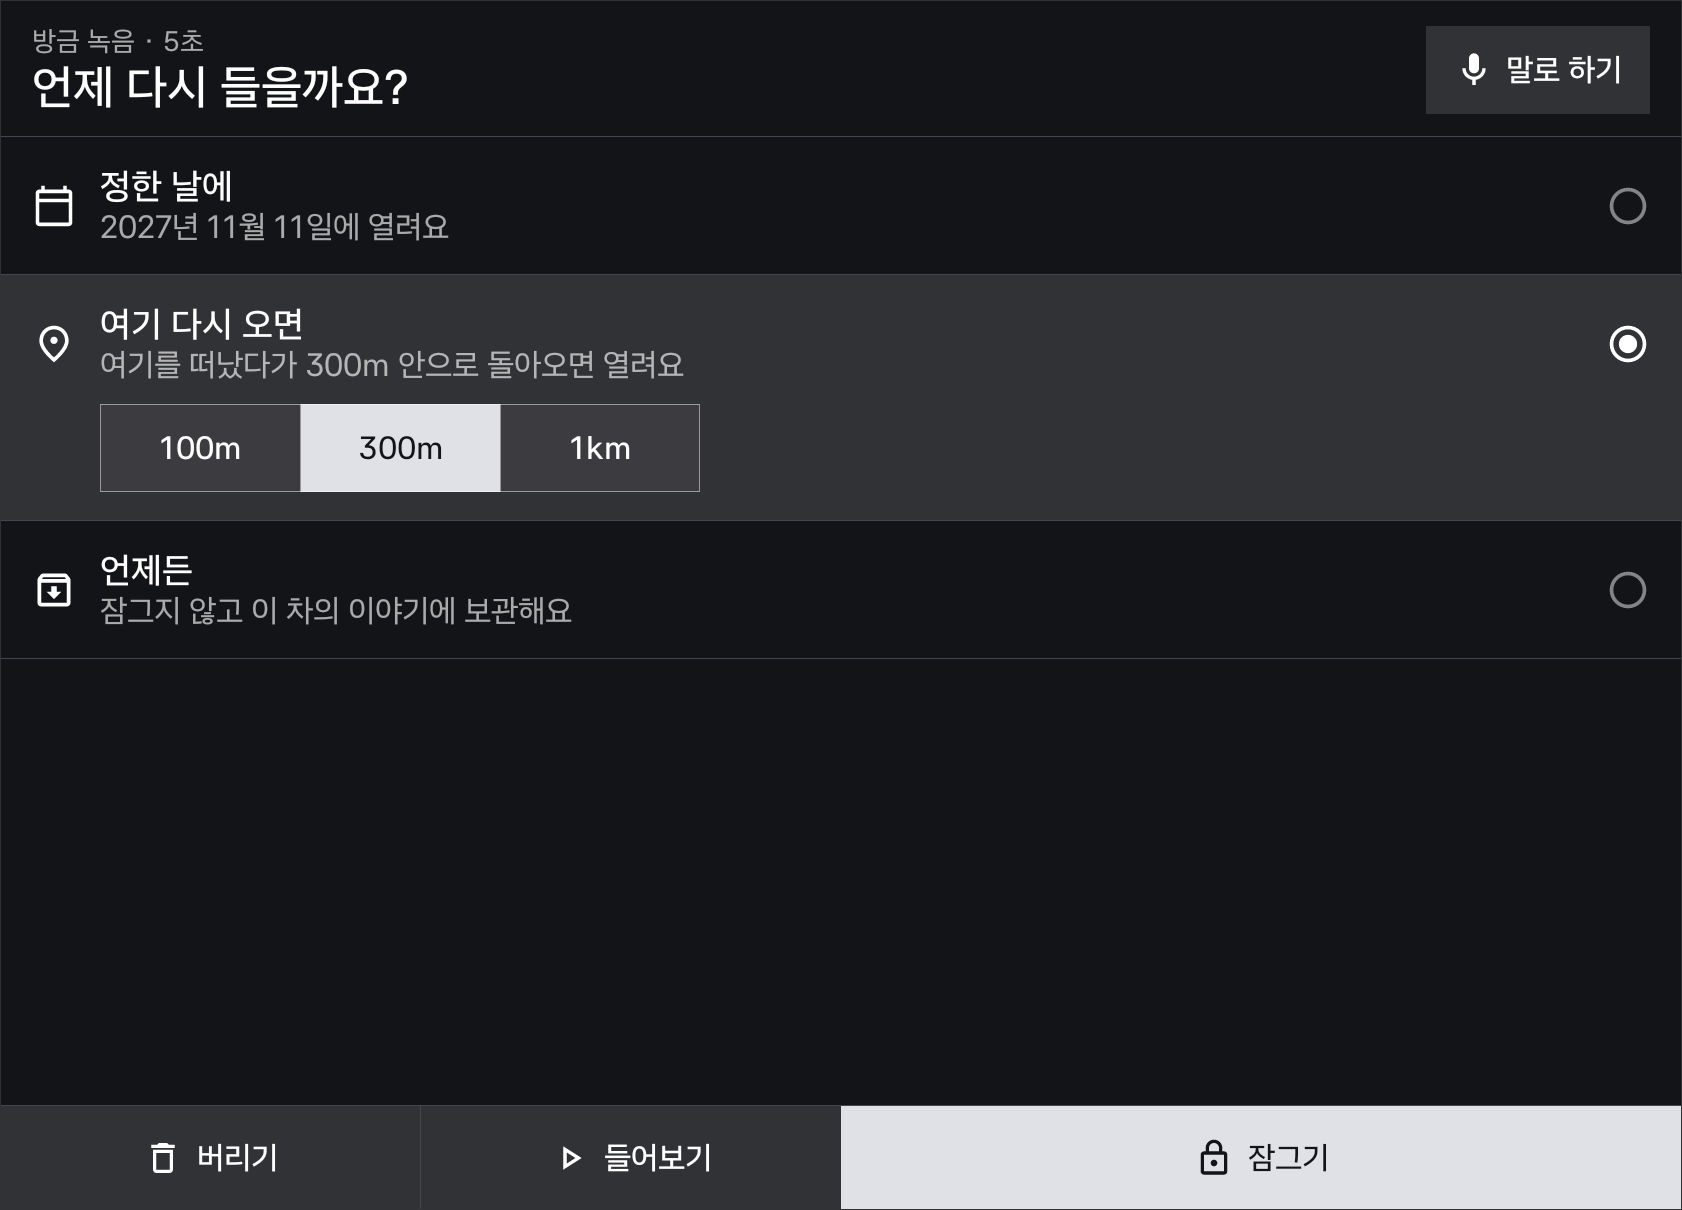 방금 녹음 · 5초
언제 다시 들을까요?
말로 하기
정한 날에
2027년 11월 11일에 열려요
여기 다시 오면
여기를 떠났다가 300m 안으로 돌아오면 열려요
100m
300m
1km
언제든
잠그지 않고 이 차의 이야기에 보관해요
버리기
들어보기
잠그기